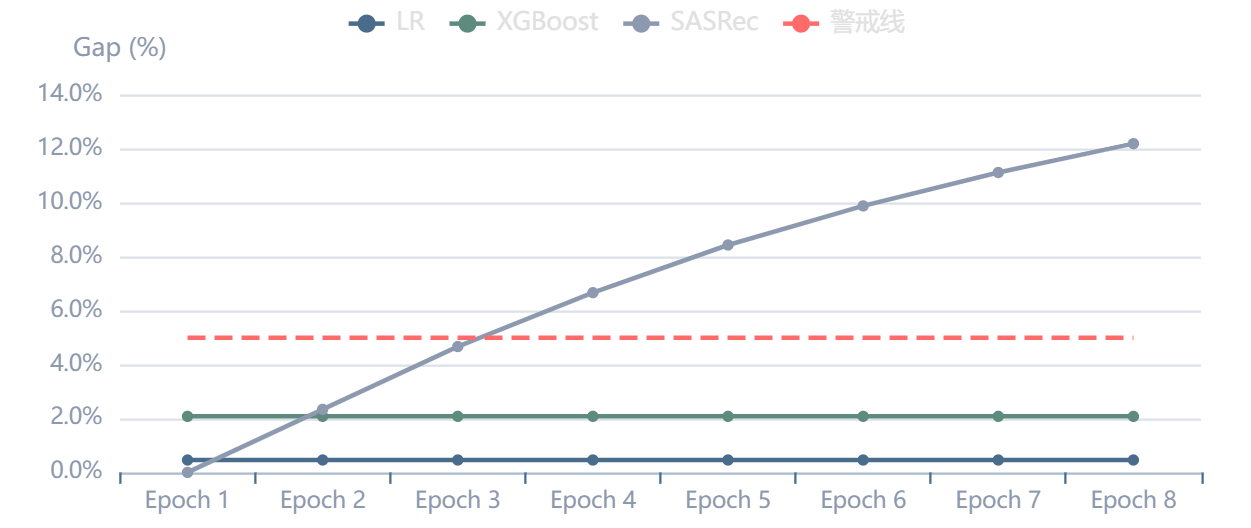 LR XGBoost SASRec 警戒线
Gap (%)
14.0%
12.0%
10.0%
8.0%
6.0%
4.0%
2.0%
0.0%
Epoch 1 Epoch 2 Epoch 3 Epoch 4 Epoch 5 Epoch 6 Epoch 7 Epoch 8